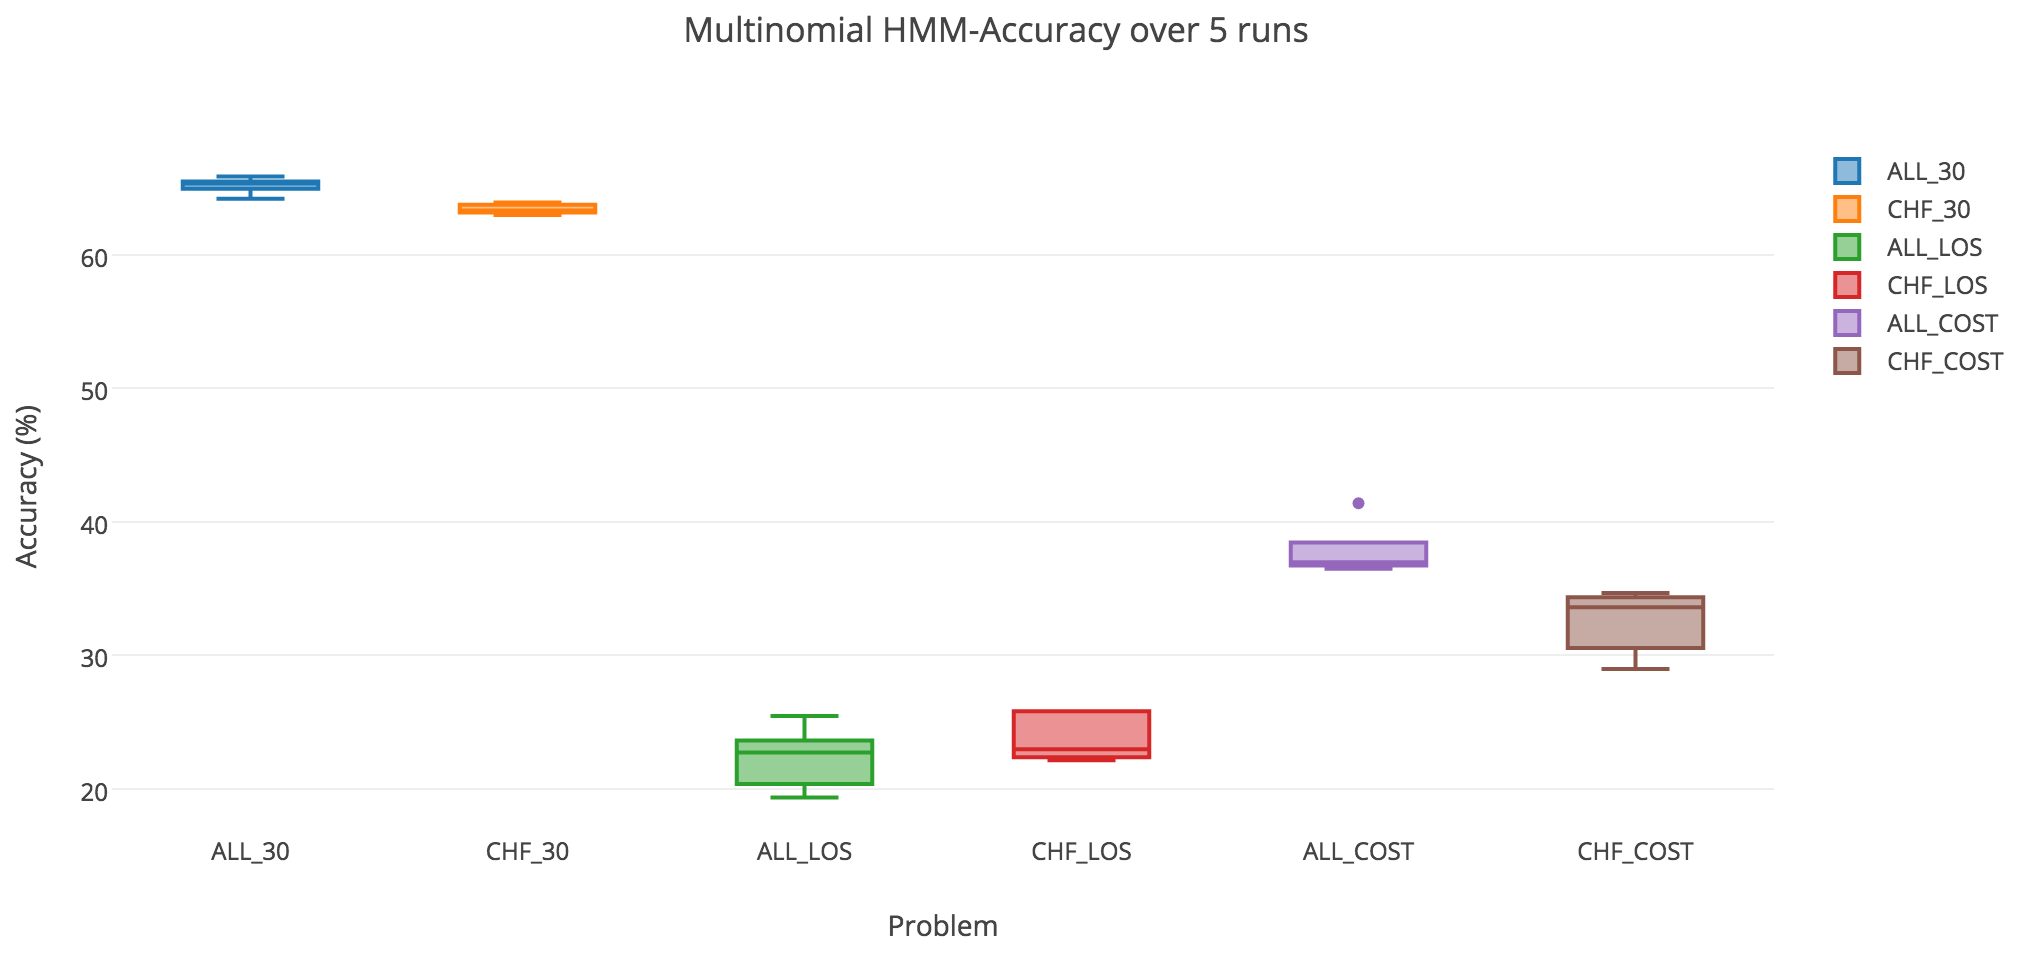 Multinomial HMM-Accuracy over 5 runs
ALL_30
CHF_30
ALL_LOS
CHF_LOS
ALL_COST
CHF_COST
Accuracy (%)
60
50
40
30
20
ALL_30 CHF_30 ALL_LOS CHF_LOS ALL_COST CHF_COST
Problem